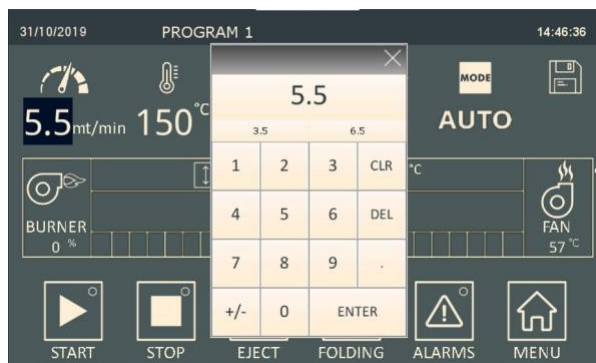 31/10/2019 PROGRAM 1 14:46:36
5.5 mt/min 150 °C
MODE
AUTO
5.5
3.5 6.5
1 2 3 CLR
4 5 6 DEL
7 8 9 .
+/- 0 ENTER
°C
BURNER
0 %
FAN
57 °C
START STOP EJECT FOLDING ALARMS MENU